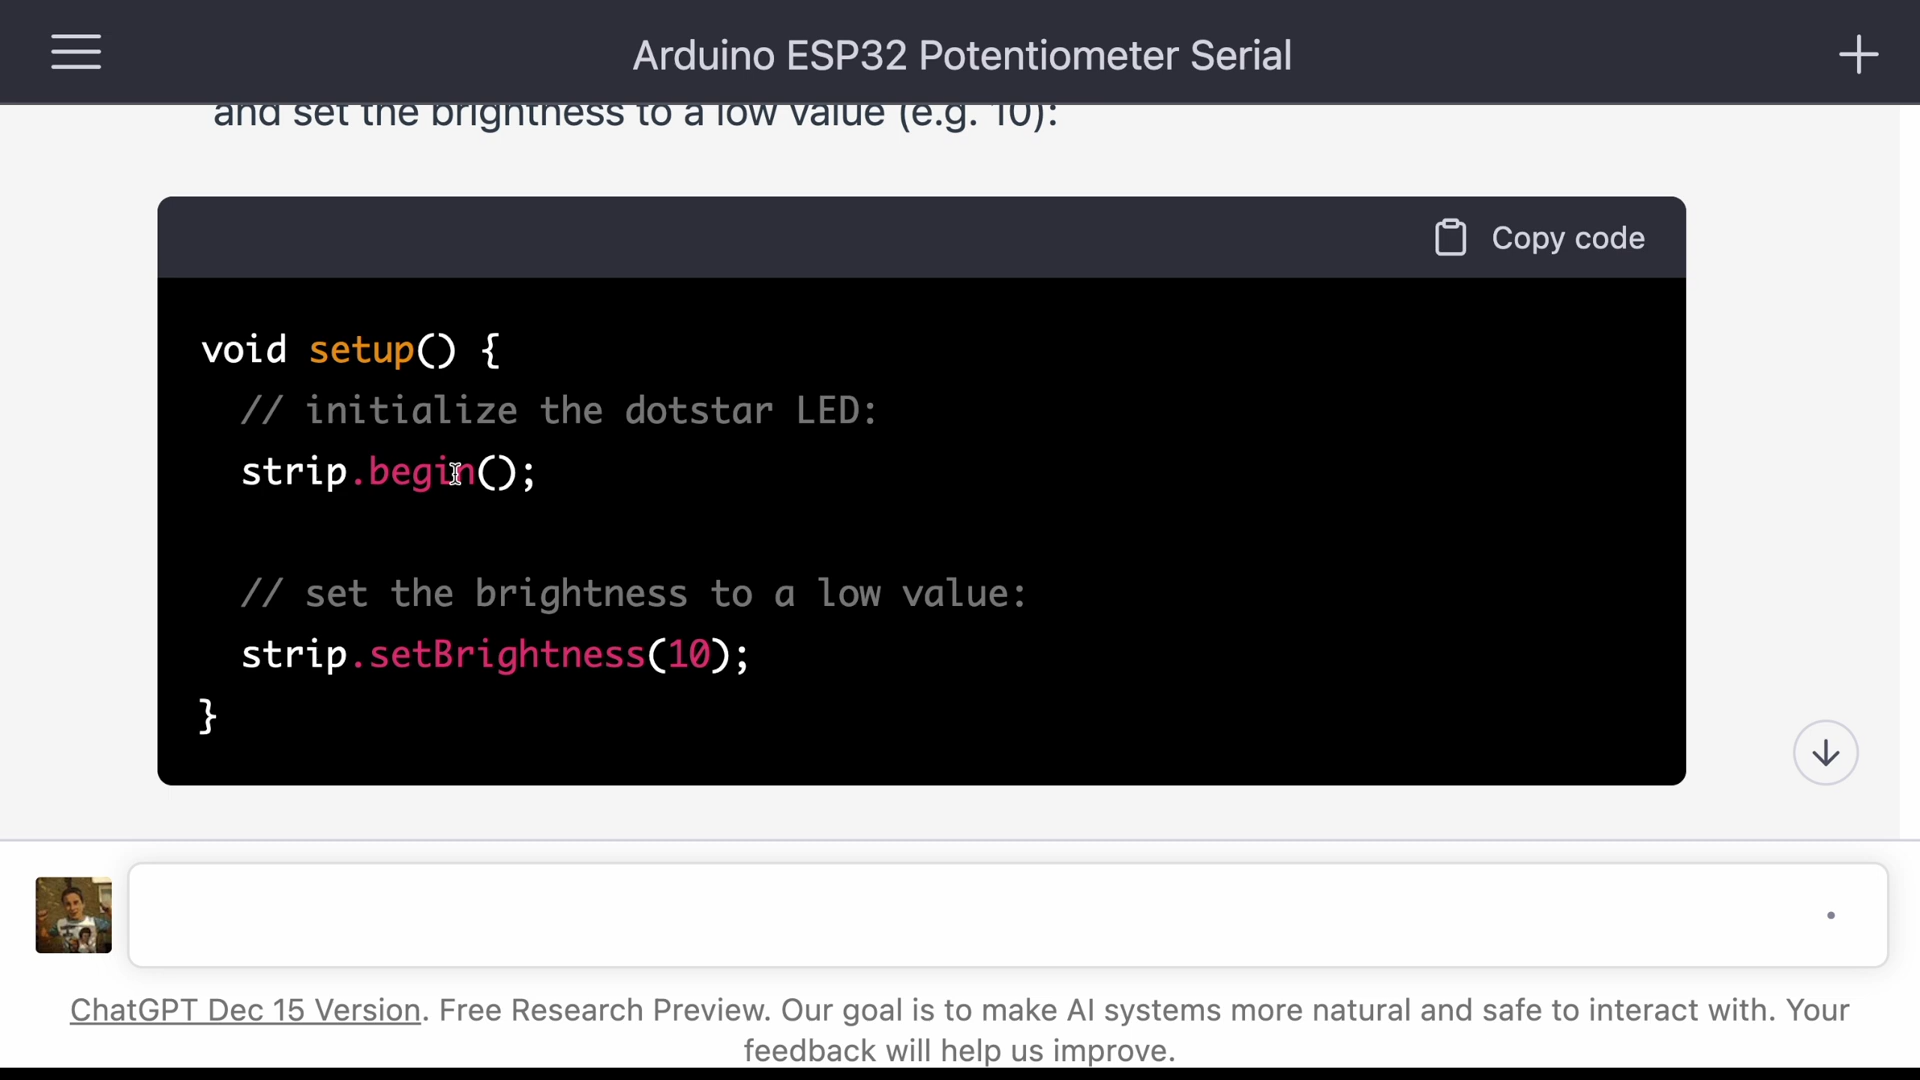 Arduino ESP32 Potentiometer Serial
and set the brightness to a low value (e.g. 10):
Copy code
void setup() {
// initialize the dotstar LED:
strip.begin();
// set the brightness to a low value:
strip.setBrightness(10);
}
ChatGPT Dec 15 Version. Free Research Preview. Our goal is to make AI systems more natural and safe to interact with. Your
feedback will help us improve.